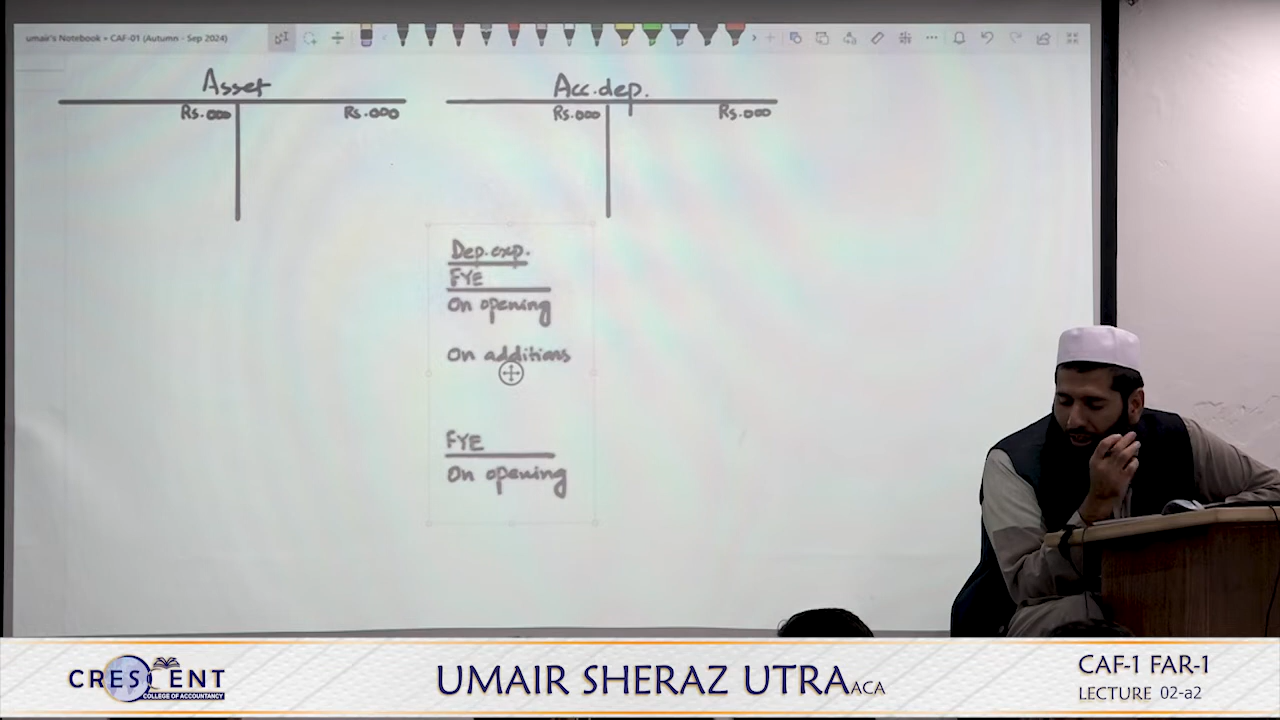 umair's Notebook » CAF-01 (Autumn - Sep 2024)
Asset
Acc.dep.
Rs.000
Rs.000
Rs.000
Rs.000
Dep.exp.
FYE
On opening
On additions
FYE
On opening
CRESCENT
COLLEGE OF ACCOUNTANCY
UMAIR SHERAZ UTRA ACA
CAF-1 FAR-1
LECTURE 02-a2